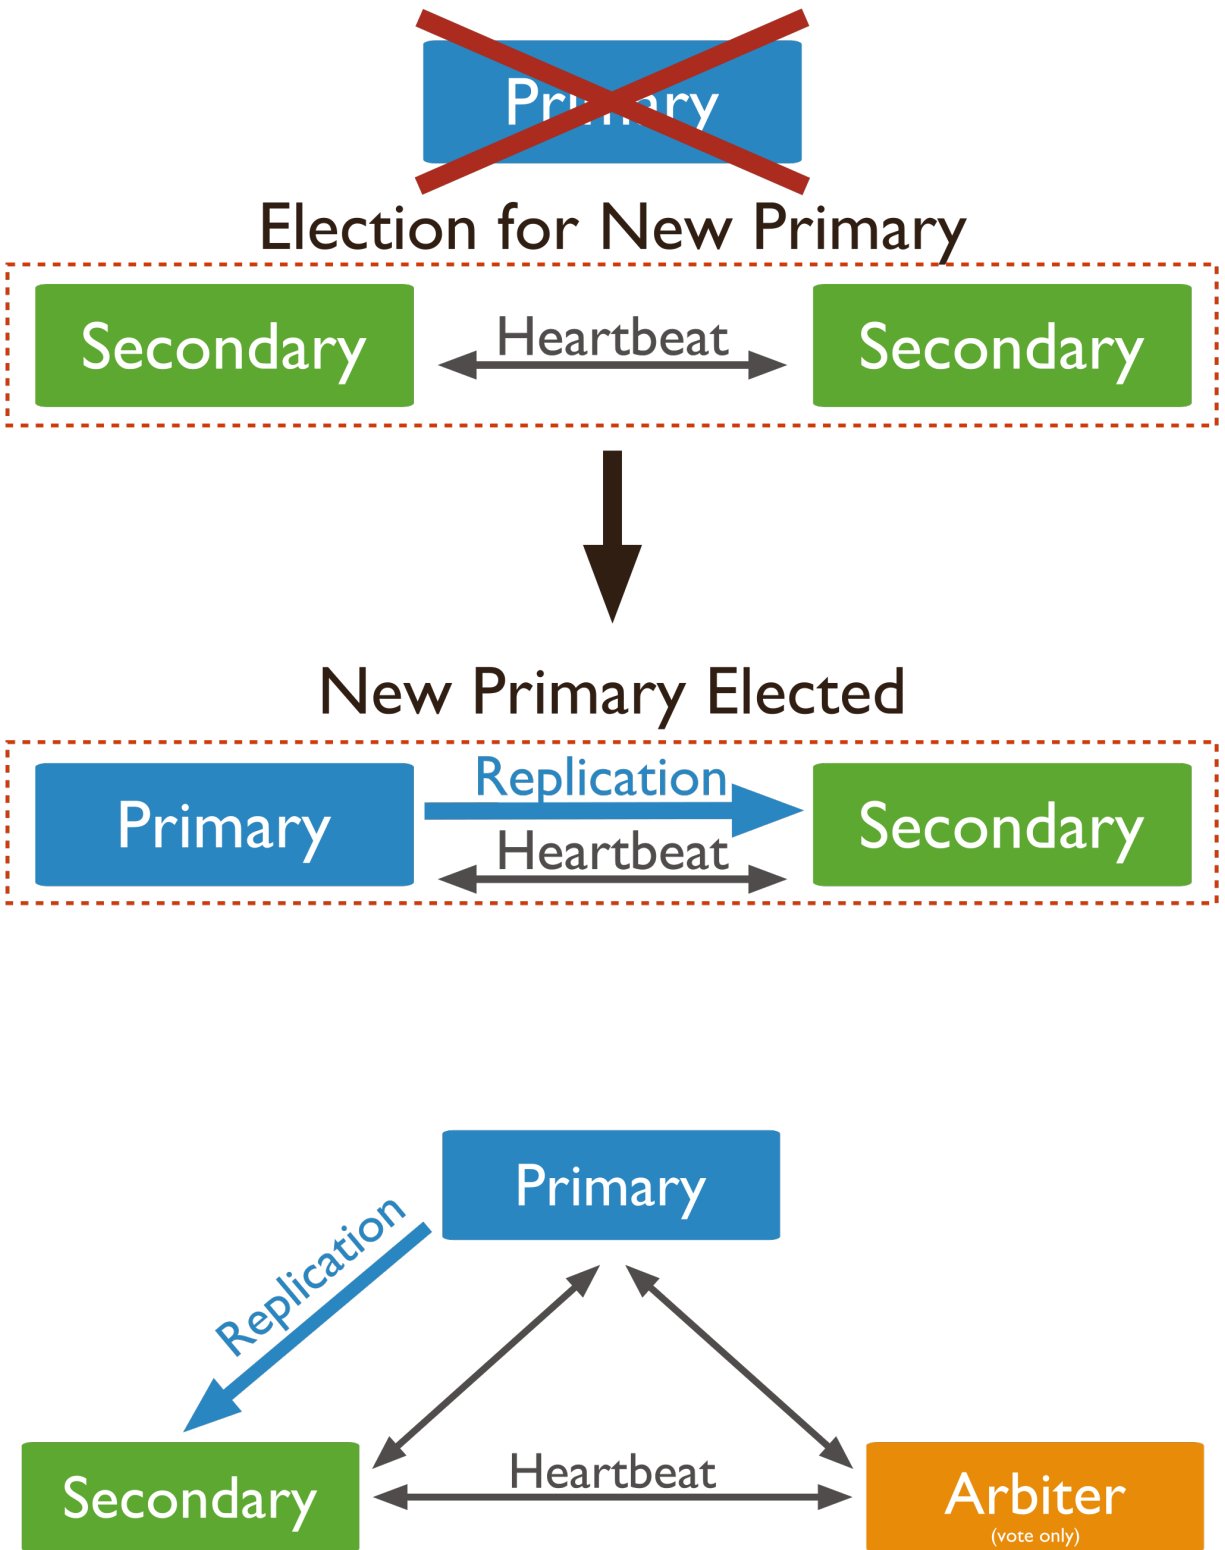 Primary
Election for New Primary
Secondary
Heartbeat
Secondary
New Primary Elected
Primary
Replication
Heartbeat
Secondary
Primary
Replication
Heartbeat
Secondary
Arbiter
(vote only)